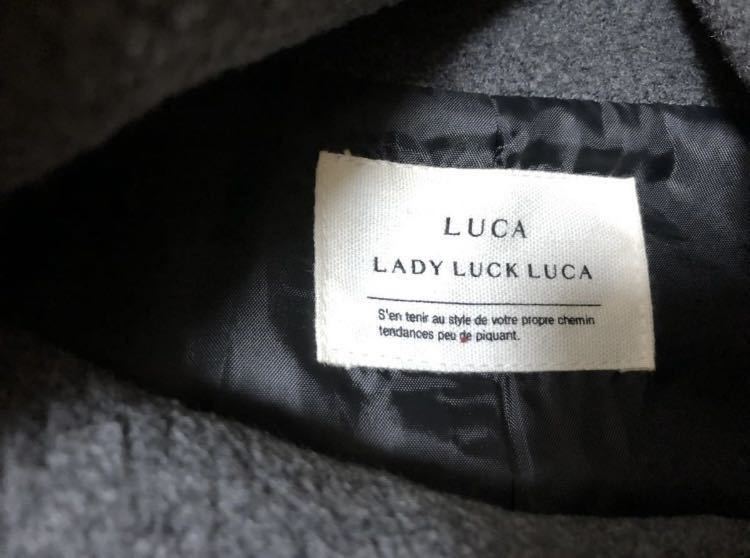 LUCA
LADY LUCK LUCA
S'en tenir au style de votre propre chemin
tendances peu de piquant.